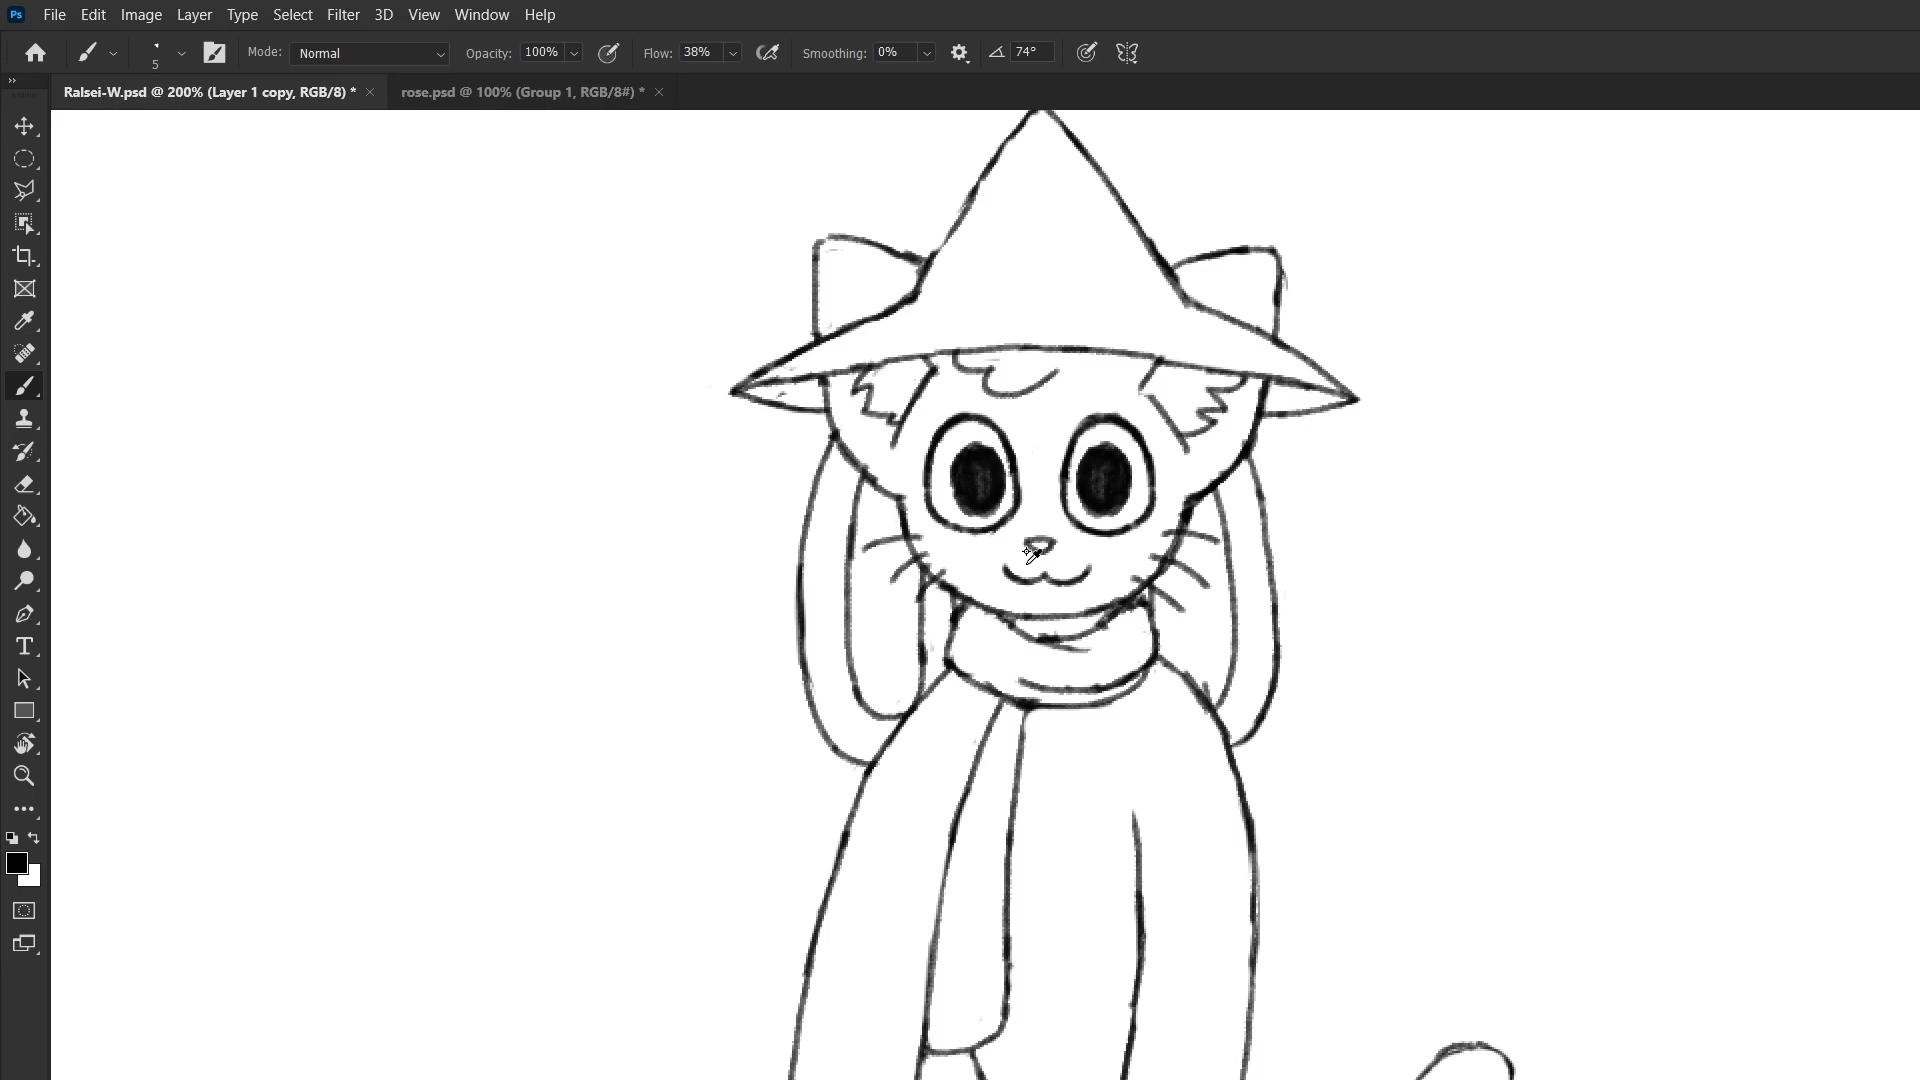 Ps File Edit Image Layer Type Select Filter 3D View Window Help
5 Mode: Normal Opacity: 100% Flow: 38% Smoothing: 0% 74°
Ralsei-W.psd @ 200% (Layer 1 copy, RGB/8) * rose.psd @ 100% (Group 1, RGB/8#) *
T